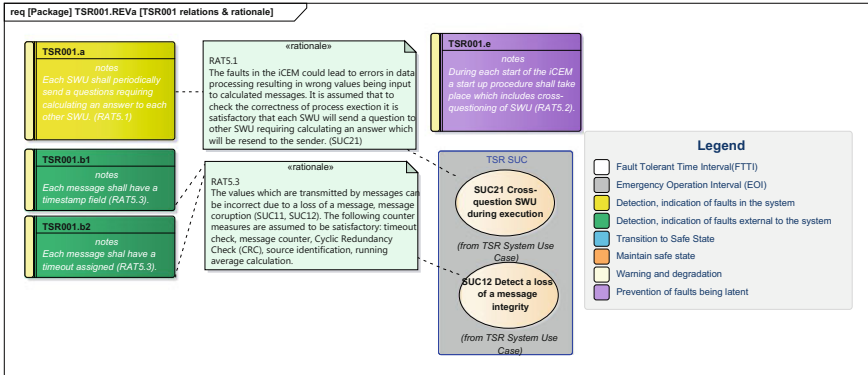 req [Package] TSR001.REVa [TSR001 relations & rationale]
TSR001.a
notes
Each SWU shall periodically
send a questions requiring
calculating an answer to each
other SWU. (RAT5.1)
«rationale»
RAT5.1
The faults in the iCEM could lead to errors in data
processing resulting in wrong values being input
to calculated messages. It is assumed that to
check the correctness of process exection it is
satisfactory that each SWU will send a question to
other SWU requiring calculating an answer which
will be resend to the sender. (SUC21)
TSR001.e
notes
During each start of the iCEM
a start up procedure shall take
place which includes cross-
questioning of SWU (RAT5.2).
TSR001.b1
notes
Each message shall have a
timestamp field (RAT5.3).
TSR001.b2
notes
Each message shal have a
timeout assigned (RAT5.3).
«rationale»
RAT5.3
The values which are transmitted by messages can
be incorrect due to a loss of a message, message
coruption (SUC11, SUC12). The following counter
measures are assumed to be satisfactory: timeout
check, message counter, Cyclic Redundancy
Check (CRC), source identification, running
average calculation.
TSR SUC
SUC21 Cross-
question SWU
during execution
(from TSR System Use
Case)
SUC12 Detect a loss
of a message
integrity
(from TSR System Use
Case)
Legend
Fault Tolerant Time Interval(FTTI)
Emergency Operation Interval (EOI)
Detection, indication of faults in the system
Detection, indication of faults external to the system
Transition to Safe State
Maintain safe state
Warning and degradation
Prevention of faults being latent